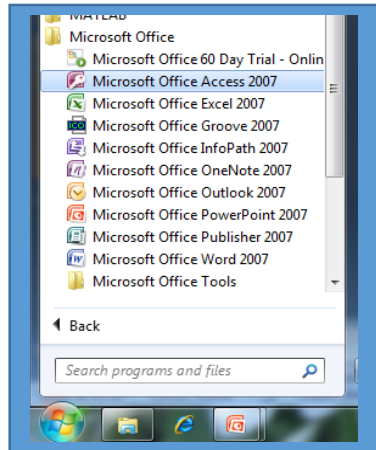 MATLAB
Microsoft Office
Microsoft Office 60 Day Trial - Onlin
Microsoft Office Access 2007
Microsoft Office Excel 2007
Microsoft Office Groove 2007
Microsoft Office InfoPath 2007
Microsoft Office OneNote 2007
Microsoft Office Outlook 2007
Microsoft Office PowerPoint 2007
Microsoft Office Publisher 2007
Microsoft Office Word 2007
Microsoft Office Tools
Back
Search programs and files